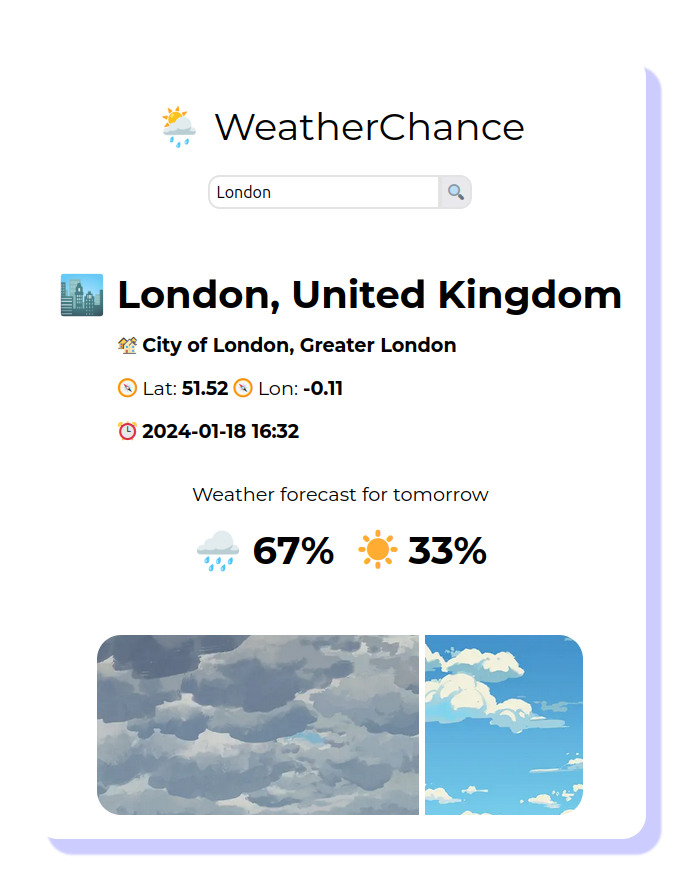 WeatherChance
London
London, United Kingdom
City of London, Greater London
Lat: 51.52 Lon: -0.11
2024-01-18 16:32
Weather forecast for tomorrow
67% 33%